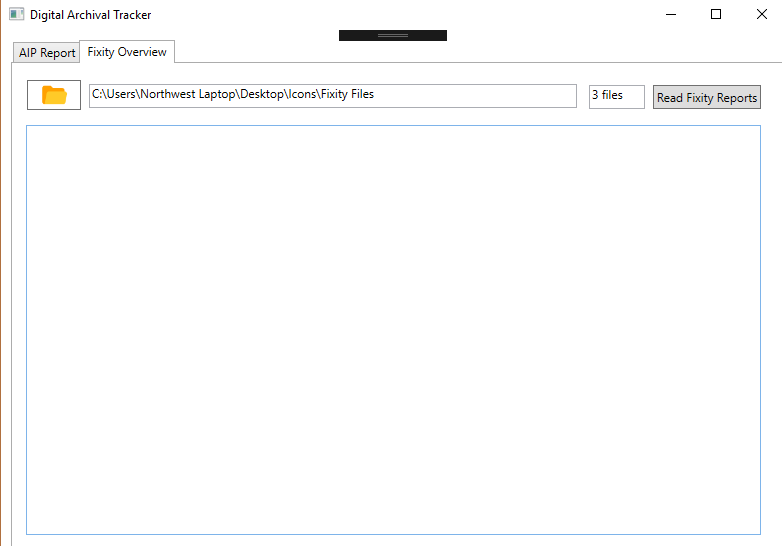 Digital Archival Tracker
AIP Report
Fixity Overview
C:\Users\Northwest Laptop\Desktop\Icons\Fixity Files
3 files
Read Fixity Reports